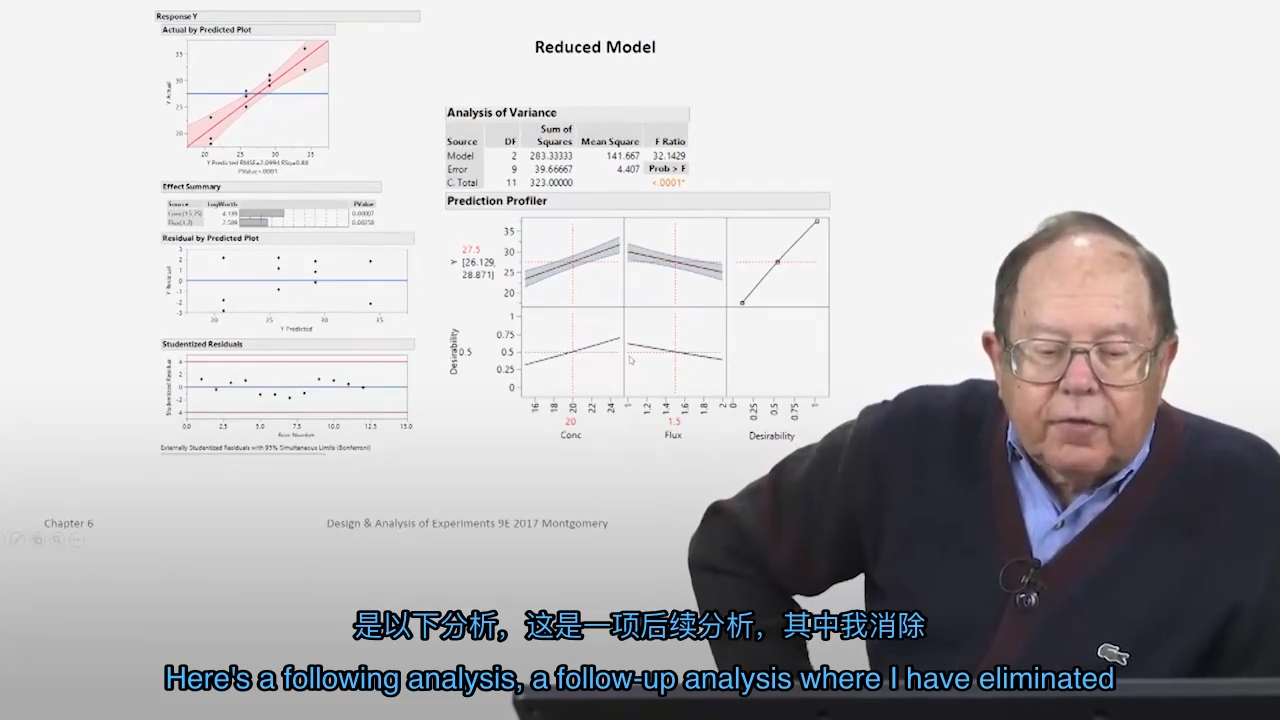 Response Y
Actual by Predicted Plot
35
30
25
20
Y Actual
20 25 30 35
Y Predicted RMSE=2.0994 RSq=0.88
PValue<.0001
Effect Summary
Source LogWorth PValue
Conc(15,25) 4.139 0.00007
Flux(1,2) 2.589 0.00258
Residual by Predicted Plot
3
2
1
0
-1
-2
-3
Y Residual
20 25 30 35
Y Predicted
Studentized Residuals
4
2
0
-2
-4
Studentized Residual
0.0 2.5 5.0 7.5 10.0 12.5 15.0
Row Number
Externally Studentized Residuals with 95% Simultaneous Limits (Bonferroni)
Reduced Model
Analysis of Variance
Sum of
Source DF Squares Mean Square F Ratio
Model 2 283.33333 141.667 32.1429
Error 9 39.66667 4.407 Prob > F
C. Total 11 323.00000 <.0001*
Prediction Profiler
27.5
Y [26.129,
28.871]
35
30
25
20
Desirability
0.5
1
0.75
0.5
0.25
0
16 18 20 22 24 1 1.2 1.4 1.6 1.8 2 0 0.25 0.5 0.75 1
20 1.5
Conc Flux Desirability
Chapter 6 Design & Analysis of Experiments 9E 2017 Montgomery
是以下分析，这是一项后续分析，其中我消除
Here's a following analysis, a follow-up analysis where I have eliminated